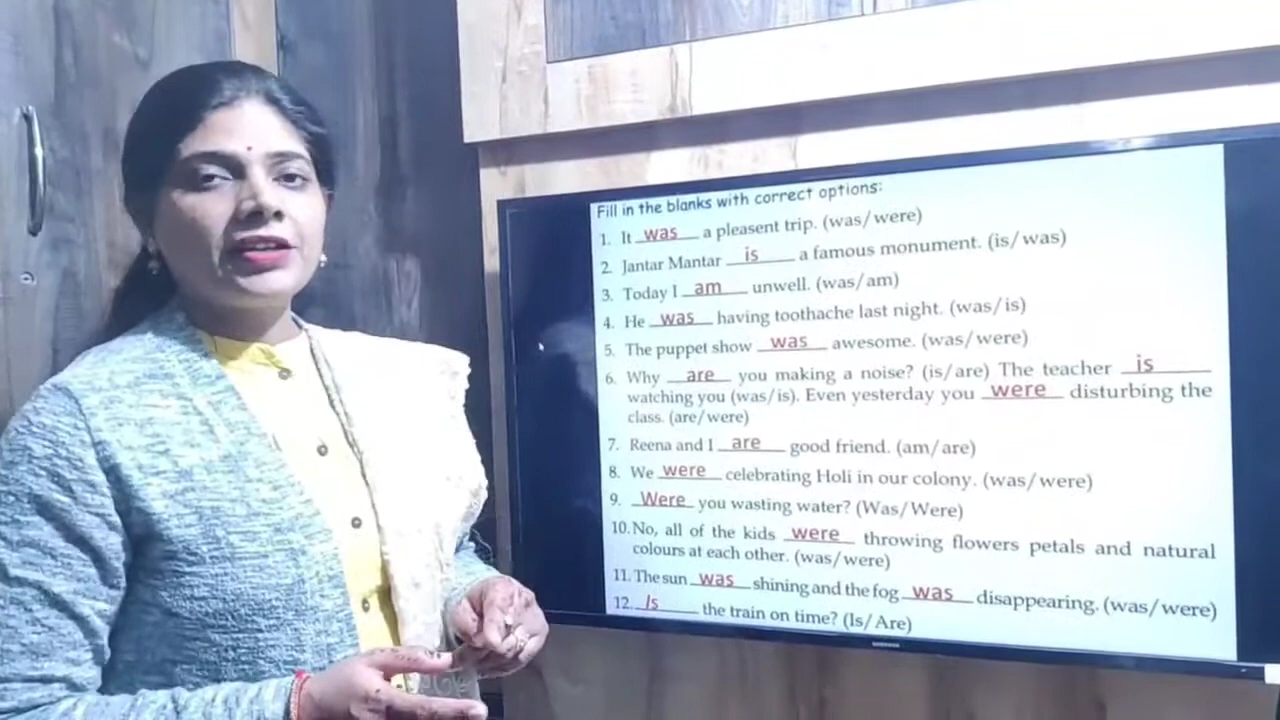 Fill in the blanks with correct options:
1. It was a pleasent trip. (was/were)
2. Jantar Mantar is a famous monument. (is/was)
3. Today I am unwell. (was/am)
4. He was having toothache last night. (was/is)
5. The puppet show was awesome. (was/were)
6. Why are you making a noise? (is/are) The teacher is
watching you (was/is). Even yesterday you were disturbing the
class. (are/were)
7. Reena and I are good friend. (am/are)
8. We were celebrating Holi in our colony. (was/were)
9. Were you wasting water? (Was/Were)
10. No, all of the kids were throwing flowers petals and natural
colours at each other. (was/were)
11. The sun was shining and the fog was disappearing. (was/were)
12. Is the train on time? (Is/Are)
SAMSUNG